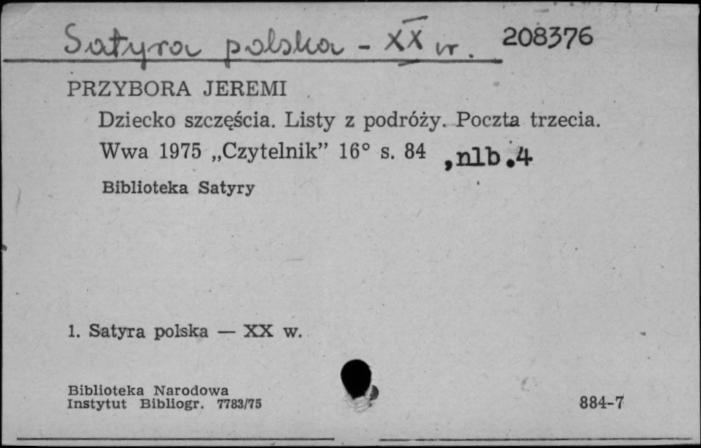 Satyra polska - XX w. 208376
PRZYBORA JEREMI
Dziecko szczęścia. Listy z podróży. Poczta trzecia.
Wwa 1975 „Czytelnik” 16° s. 84 , nlb. 4
Biblioteka Satyry
1. Satyra polska — XX w.
Biblioteka Narodowa
Instytut Bibliogr. 7783/75
884-7